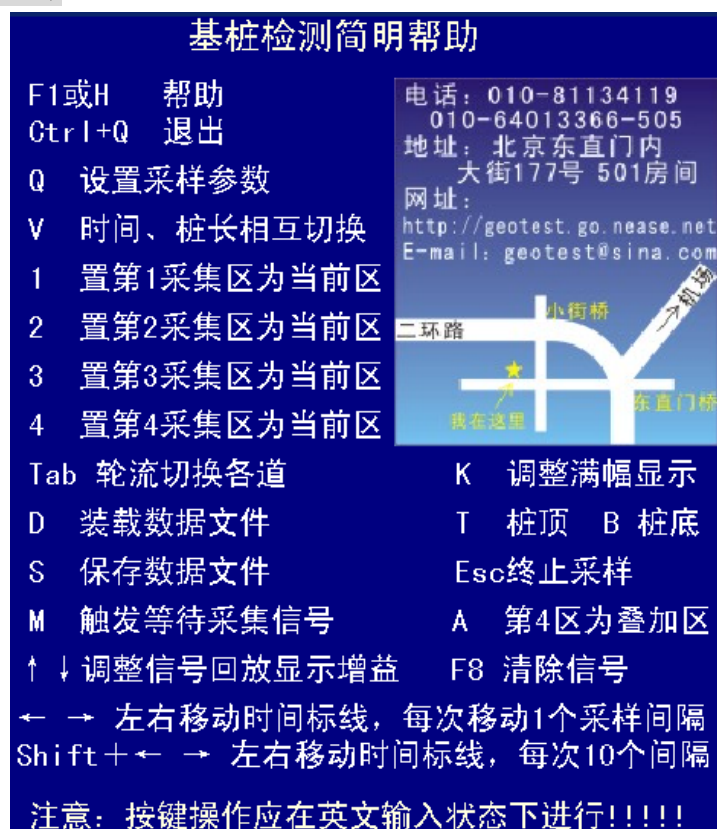 基桩检测简明帮助
F1或H 帮助
Ctrl+Q 退出
Q 设置采样参数
V 时间、桩长相互切换
1 置第1采集区为当前区
2 置第2采集区为当前区
3 置第3采集区为当前区
4 置第4采集区为当前区
电话：010-81134119
010-64013366-505
地址：北京东直门内
大街177号 501房间
网址：
http://geotest.go.nease.net
E-mail：geotest@sina.com
→机场
小街桥
二环路
东直门桥
我在这里
Tab 轮流切换各道 K 调整满幅显示
D 装载数据文件 T 桩顶 B 桩底
S 保存数据文件 Esc终止采样
M 触发等待采集信号 A 第4区为叠加区
↑↓调整信号回放显示增益 F8 清除信号
← → 左右移动时间标线，每次移动1个采样间隔
Shift＋← → 左右移动时间标线，每次10个间隔
注意：按键操作应在英文输入状态下进行!!!!!